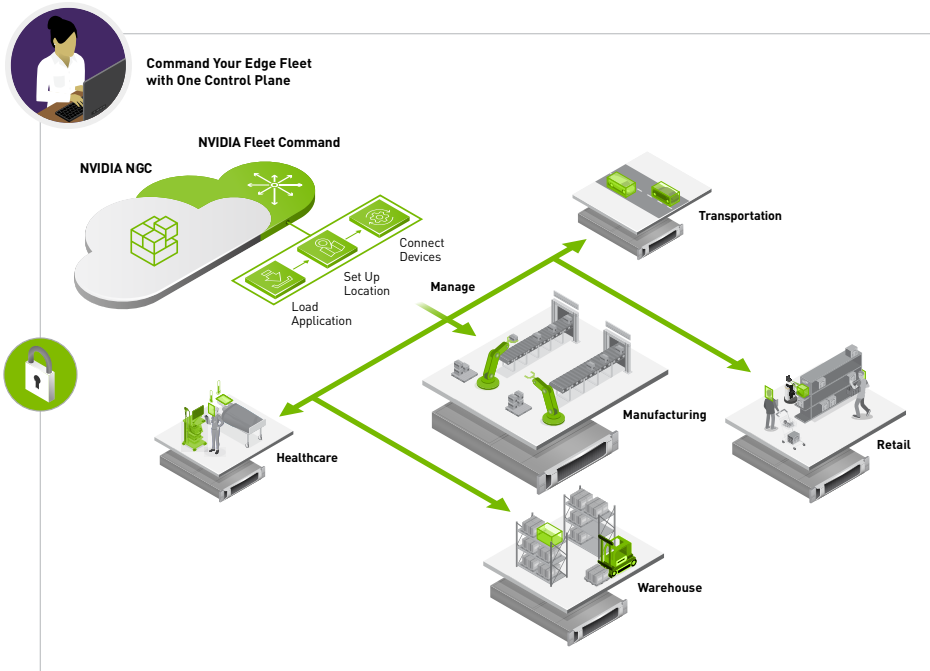 Command Your Edge Fleet
with One Control Plane
NVIDIA Fleet Command
NVIDIA NGC
Connect
Devices
Set Up
Location
Load
Application
Manage
Transportation
Manufacturing
Retail
Healthcare
Warehouse